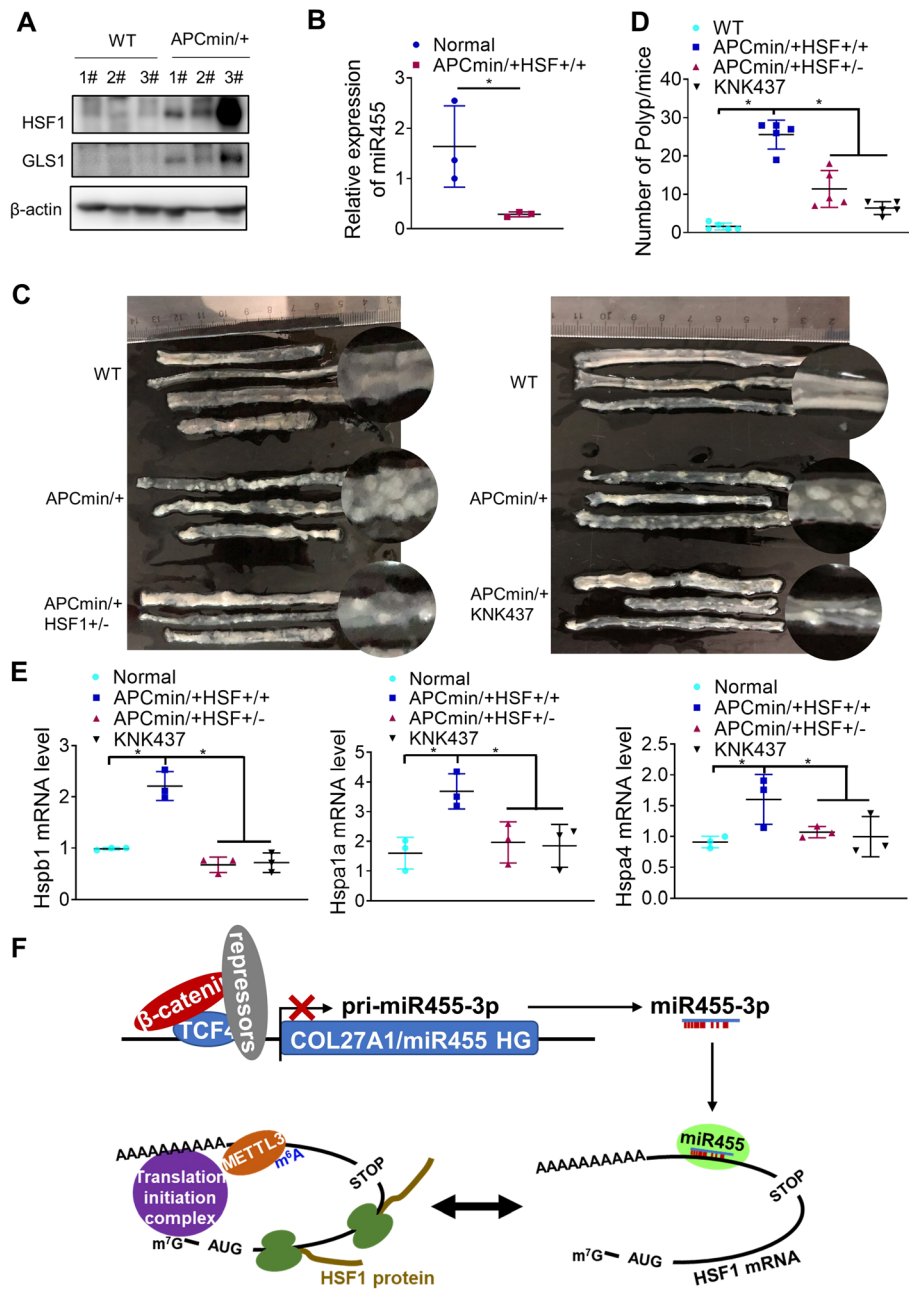 A
WT
APCmin/+
1# 2# 3# 1# 2# 3#
HSF1
GLS1
β-actin
B
Normal
APCmin/+HSF+/+
Relative expression
of miR455
3
2
1
0
*
D
WT
APCmin/+HSF+/+
APCmin/+HSF+/-
KNK437
Number of Polyp/mice
40
30
20
10
0
* *
C
WT
APCmin/+
APCmin/+
HSF1+/-
WT
APCmin/+
APCmin/+
KNK437
E
Normal
APCmin/+HSF+/+
APCmin/+HSF+/-
KNK437
Hspb1 mRNA level
3
2
1
0
* *
Normal
APCmin/+HSF+/+
APCmin/+HSF+/-
KNK437
Hspa1a mRNA level
5
4
3
2
1
0
* *
Normal
APCmin/+HSF+/+
APCmin/+HSF+/-
KNK437
Hspa4 mRNA level
2.0
1.5
1.0
0.5
0.0
* *
F
β-catenin
TCF4
repressors
pri-miR455-3p
miR455-3p
COL27A1/miR455 HG
AAAAAAAAAA
METTL3
m⁶A
STOP
Translation
initiation
complex
m⁷G AUG
HSF1 protein
miR455
AAAAAAAAAA
STOP
m⁷G AUG
HSF1 mRNA